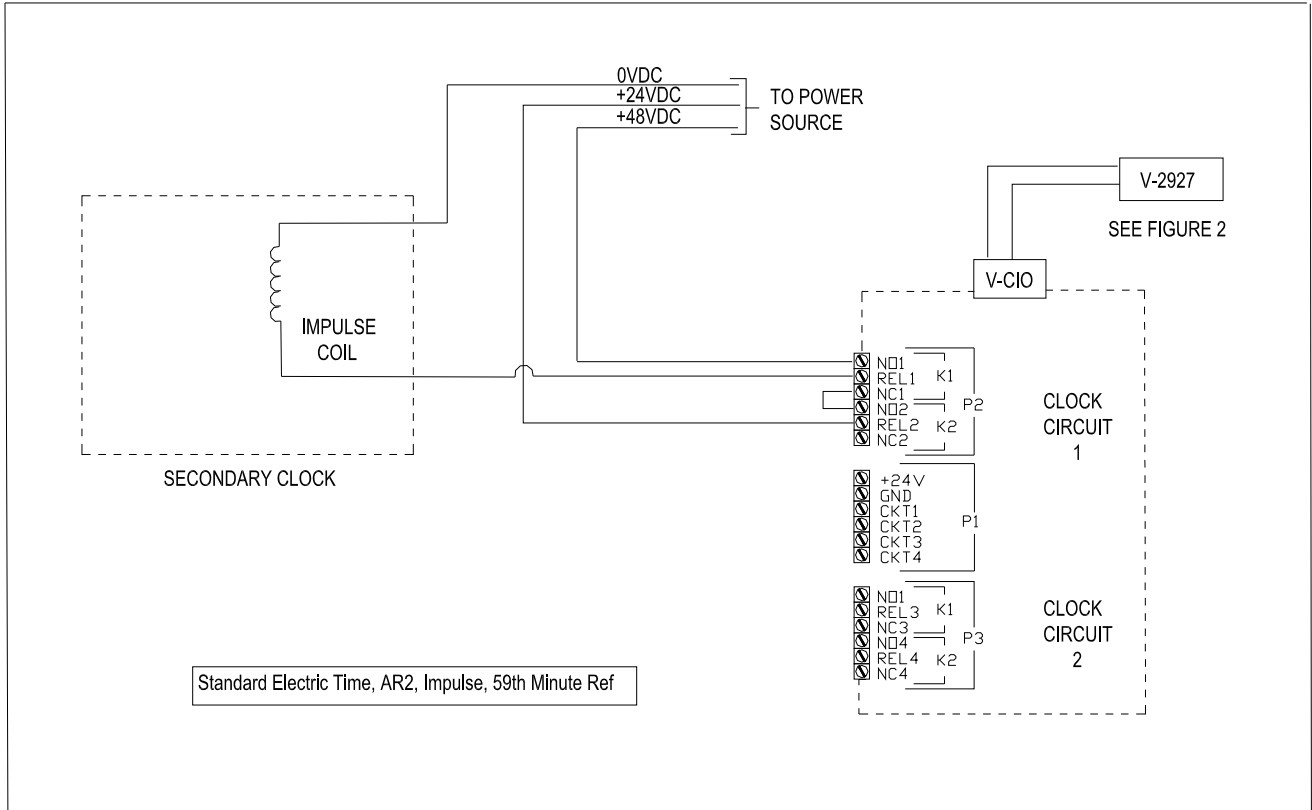 0VDC
+24VDC
+48VDC
TO POWER
SOURCE
V-2927
SEE FIGURE 2
V-CIO
IMPULSE
COIL
SECONDARY CLOCK
NO1
REL1
NC1
NO2
REL2
NC2
K1
K2
P2
CLOCK
CIRCUIT
1
+24V
GND
CKT1
CKT2
CKT3
CKT4
P1
NO1
REL3
NC3
NO4
REL4
NC4
K1
K2
P3
CLOCK
CIRCUIT
2
Standard Electric Time, AR2, Impulse, 59th Minute Ref